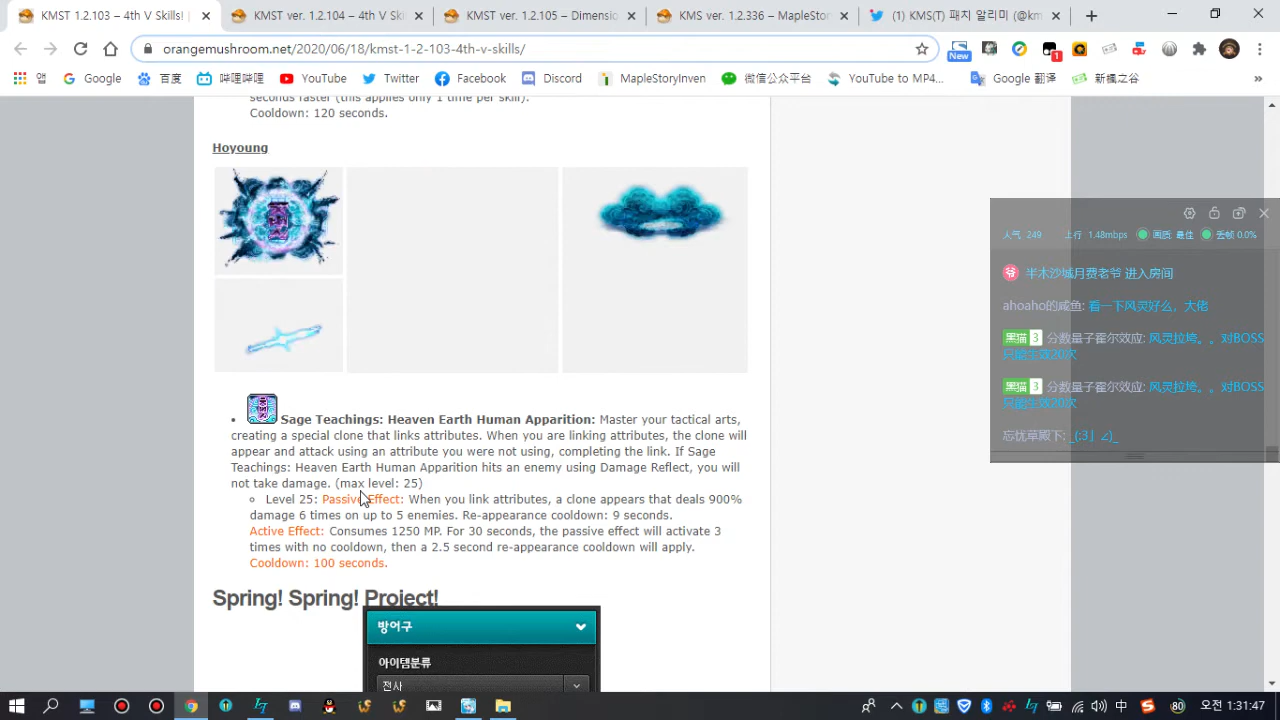 KMST 1.2.103 – 4th V Skills!
KMST ver. 1.2.104 – 4th V Ski
KMST ver. 1.2.105 – Dimensio
KMS ver. 1.2.336 – MapleStor
(1) KMS(T) 패치 알리미 (@km
orangemushroom.net/2020/06/18/kmst-1-2-103-4th-v-skills/
New
1
앱
Google
百度
哔哩哔哩
YouTube
Twitter
Facebook
Discord
MapleStoryInven
微信公众平台
YouTube to MP4...
Google 翻译
新楓之谷
seconds faster (this applies only 1 time per skill).
Cooldown: 120 seconds.
Hoyoung
Sage Teachings: Heaven Earth Human Apparition: Master your tactical arts,
creating a special clone that links attributes. When you are linking attributes, the clone will
appear and attack using an attribute you were not using, completing the link. If Sage
Teachings: Heaven Earth Human Apparition hits an enemy using Damage Reflect, you will
not take damage. (max level: 25)
Level 25: Passive Effect: When you link attributes, a clone appears that deals 900%
damage 6 times on up to 5 enemies. Re-appearance cooldown: 9 seconds.
Active Effect: Consumes 1250 MP. For 30 seconds, the passive effect will activate 3
times with no cooldown, then a 2.5 second re-appearance cooldown will apply.
Cooldown: 100 seconds.
Spring! Spring! Project!
방어구
아이템분류
전사
人气 249 上行 1.48mbps 画质 最佳 丢帧 0.0%
爷 半木沙城月费老爷 进入房间
ahoaho的咸鱼: 看一下风灵好么，大佬
黑猫 3 分数量子霍尔效应: 风灵拉垮。。对BOSS
只能生效20次
黑猫 3 分数量子霍尔效应: 风灵拉垮。。对BOSS
只能生效20次
忘忧草殿下: _(:3」∠)_
中
80
오전 1:31:47